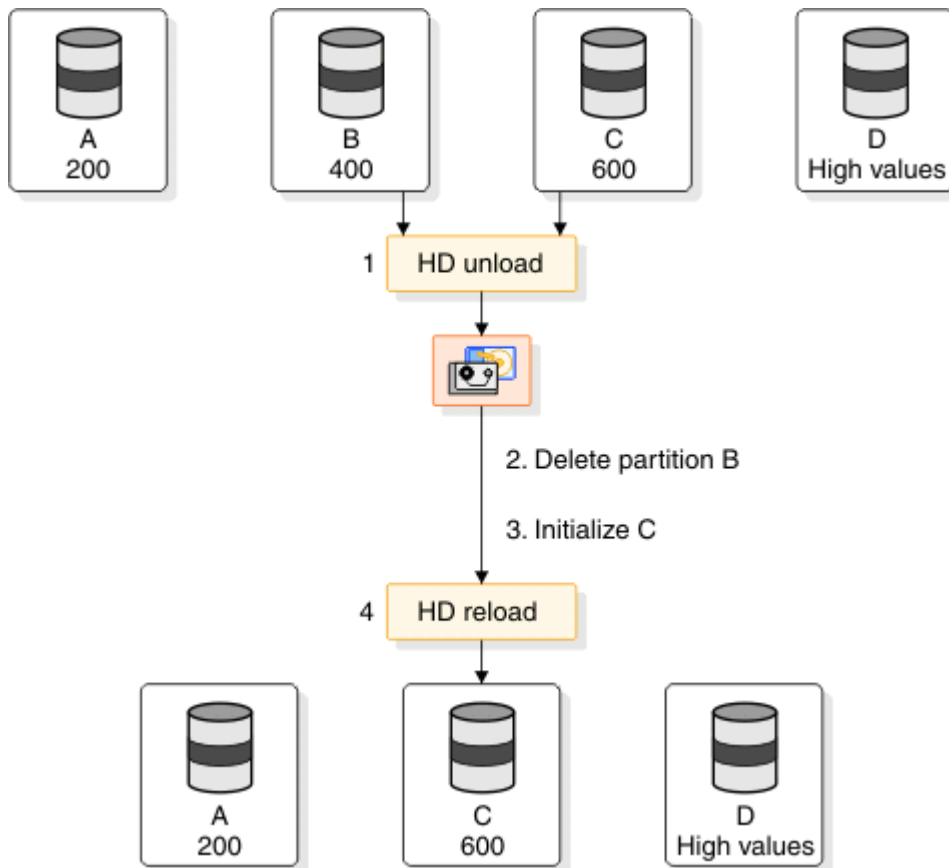 A
200
B
400
C
600
D
High values
1
HD unload
2. Delete partition B
3. Initialize C
4
HD reload
A
200
C
600
D
High values